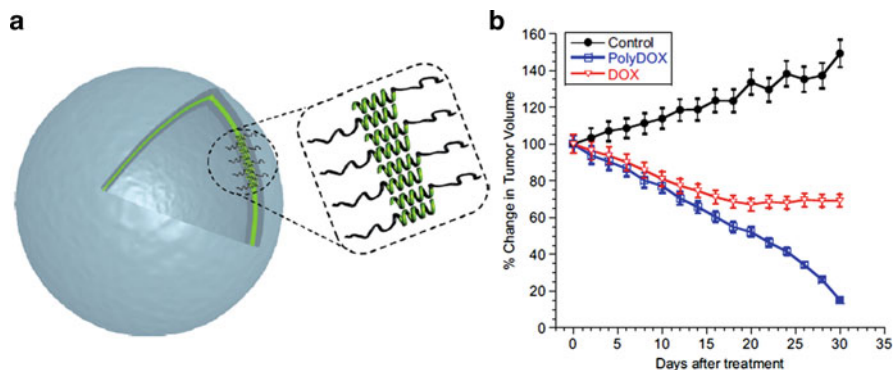 a
b
% Change in Tumor Volume
160
140
120
100
80
60
40
20
0
Control
PolyDOX
DOX
0 5 10 15 20 25 30 35
Days after treatment